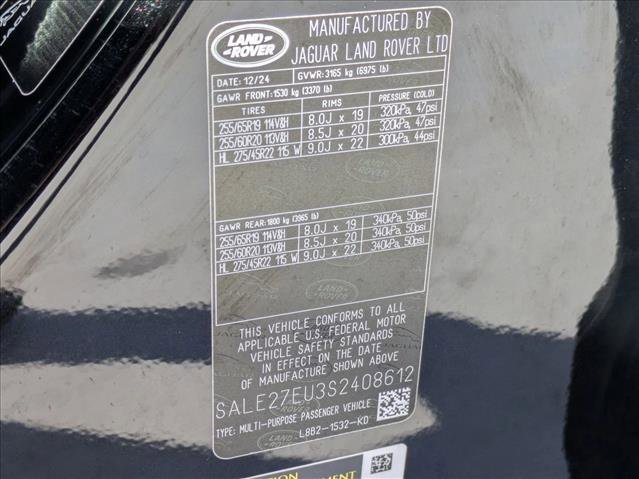 LAND ROVER
MANUFACTURED BY
JAGUAR LAND ROVER LTD
DATE: 12/24 GVWR: 3165 kg (6975 lb)
GAWR FRONT: 1530 kg (3370 lb)
TIRES RIMS PRESSURE (COLD)
255/65R19 114V&H 8.0J x 19 320kPa, 47psi
255/60R20 113V&H 8.5J x 20 320kPa, 47psi
HL 275/45R22 115 W 9.0J x 22 300kPa, 44psi
GAWR REAR: 1800 kg (3965 lb)
255/65R19 114V&H 8.0J x 19 340kPa, 50psi
255/60R20 113V&H 8.5J x 20 340kPa, 50psi
HL 275/45R22 115 W 9.0J x 22 340kPa, 50psi
LAND ROVER
THIS VEHICLE CONFORMS TO ALL
APPLICABLE U.S. FEDERAL MOTOR
VEHICLE SAFETY STANDARDS
IN EFFECT ON THE DATE
OF MANUFACTURE SHOWN ABOVE
SALE27EU3S2408612
TYPE: MULTI-PURPOSE PASSENGER VEHICLE
L8B2-1532-KD